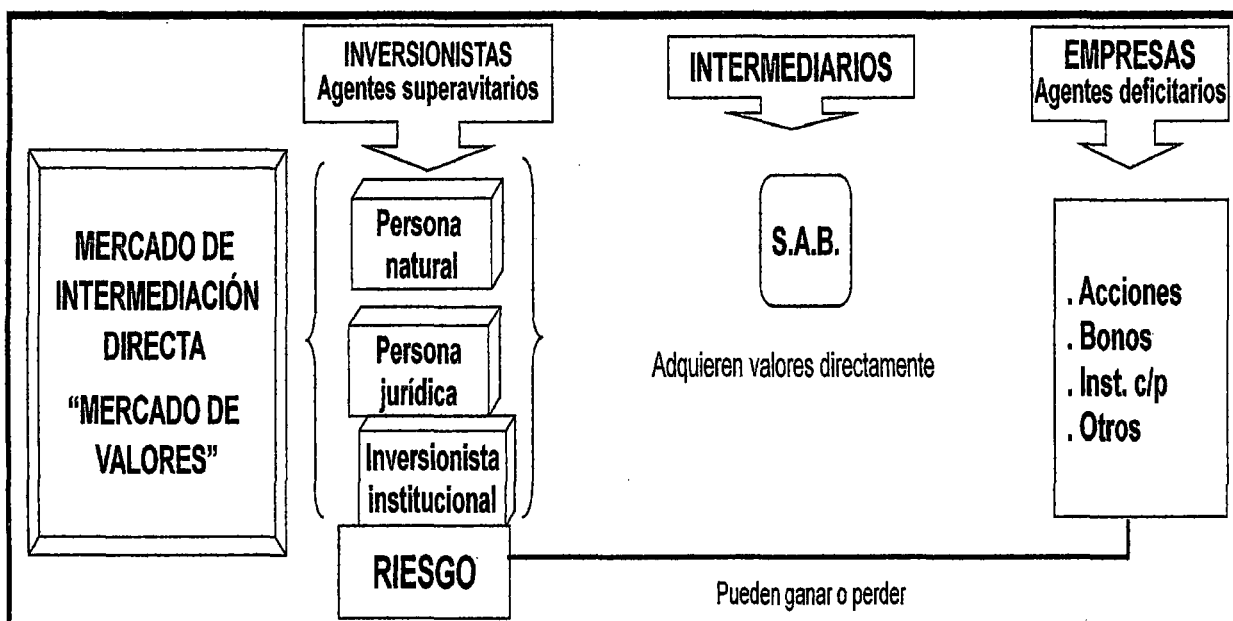 INVERSIONISTAS
Agentes superavitarios
INTERMEDIARIOS
EMPRESAS
Agentes deficitarios
MERCADO DE
INTERMEDIACIÓN
DIRECTA
“MERCADO DE
VALORES”
Persona
natural
Persona
jurídica
Inversionista
institucional
RIESGO
S.A.B.
Adquieren valores directamente
. Acciones
. Bonos
. Inst. c/p
. Otros
Pueden ganar o perder